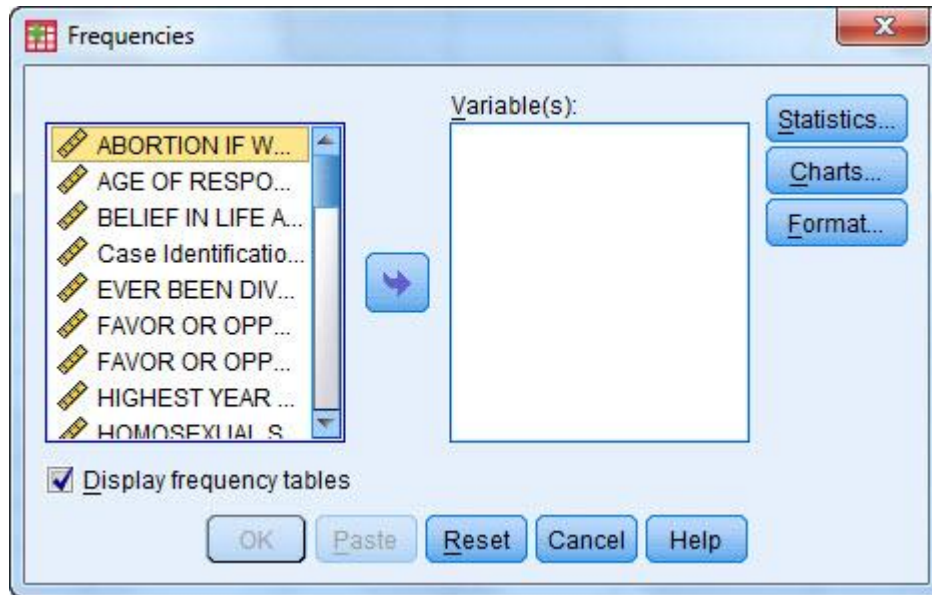 Frequencies
Variable(s):
ABORTION IF W...
AGE OF RESPO...
BELIEF IN LIFE A...
Case Identificatio...
EVER BEEN DIV...
FAVOR OR OPP...
FAVOR OR OPP...
HIGHEST YEAR ...
HOMOSEXUAL S...
Statistics...
Charts...
Format...
Display frequency tables
OK
Paste
Reset
Cancel
Help